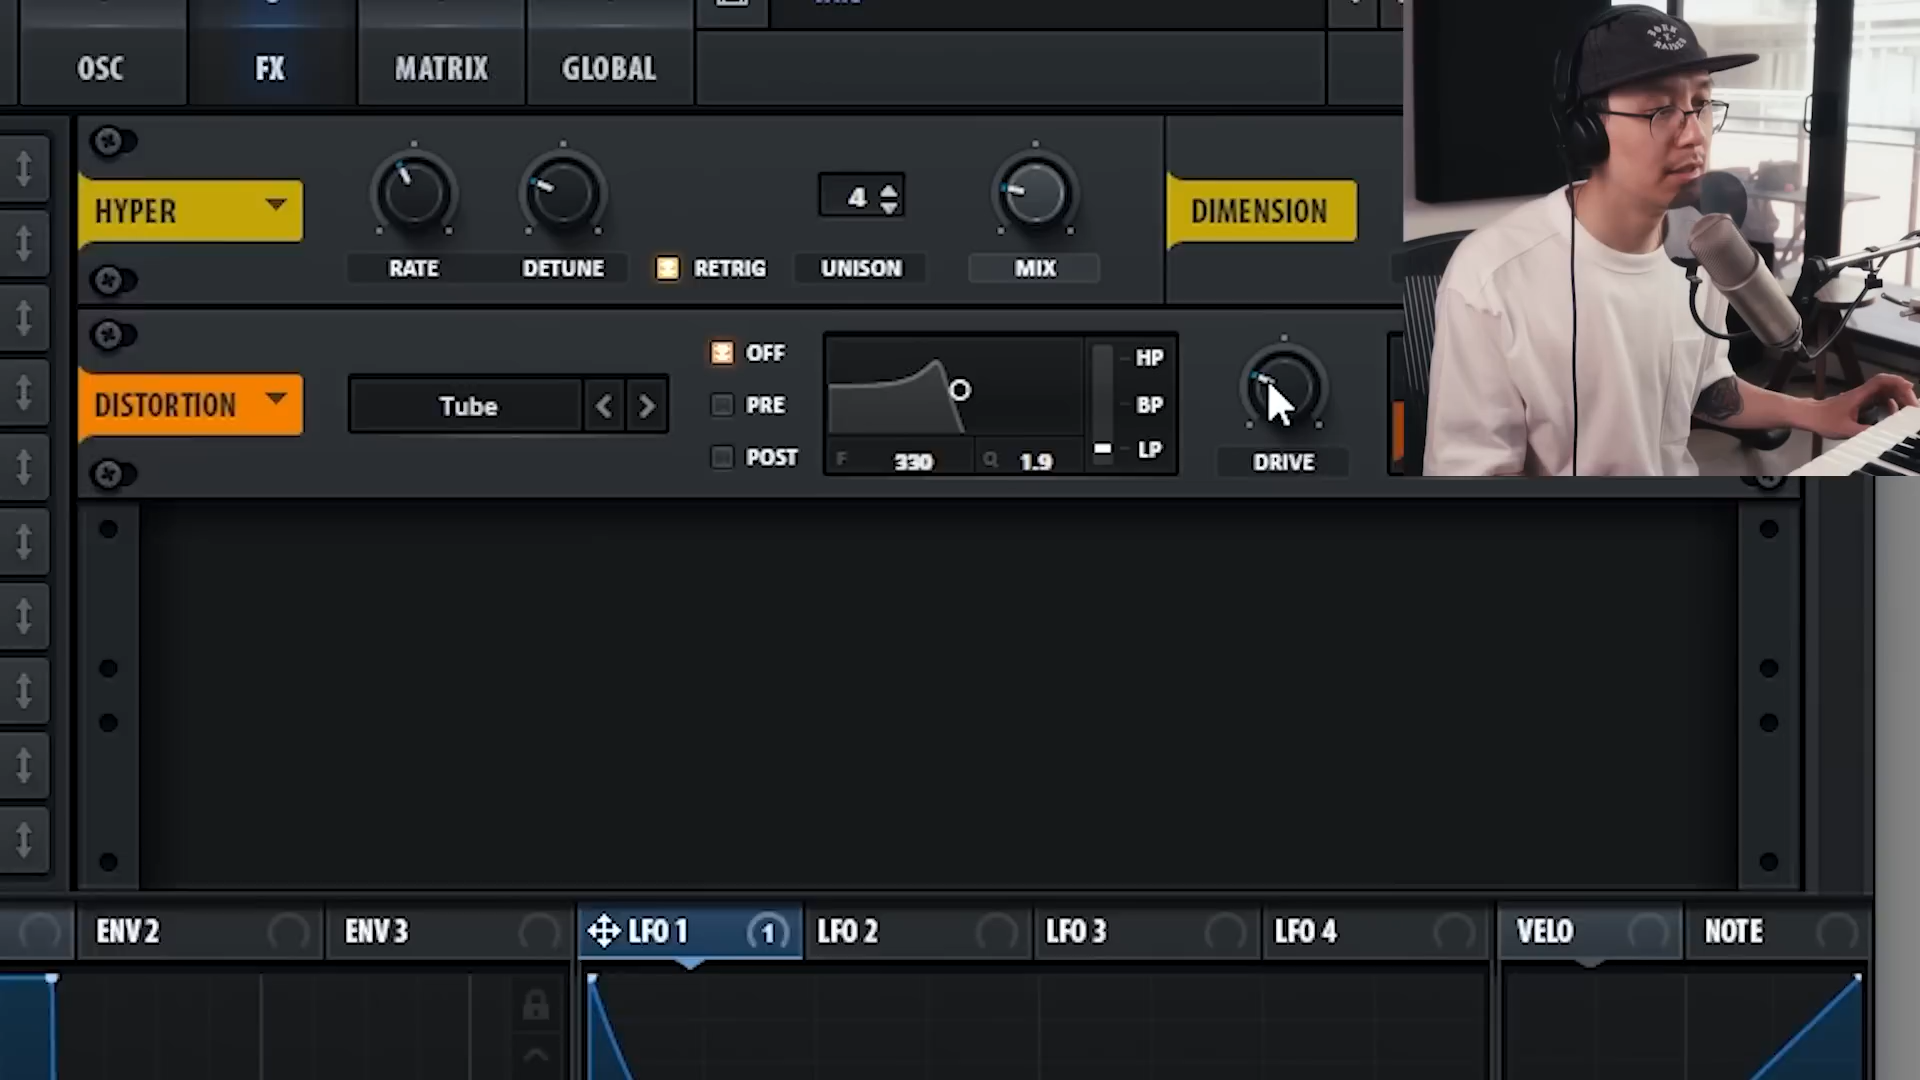 OSC FX MATRIX GLOBAL
BORN
X
RAISED
HYPER
4
DIMENSION
RATE DETUNE RETRIG UNISON MIX
OFF
HP
DISTORTION
Tube
PRE
BP
POST
F 330 Q 1.9
LP
DRIVE
ENV 2 ENV 3 LFO 1 1 LFO 2 LFO 3 LFO 4 VELO NOTE